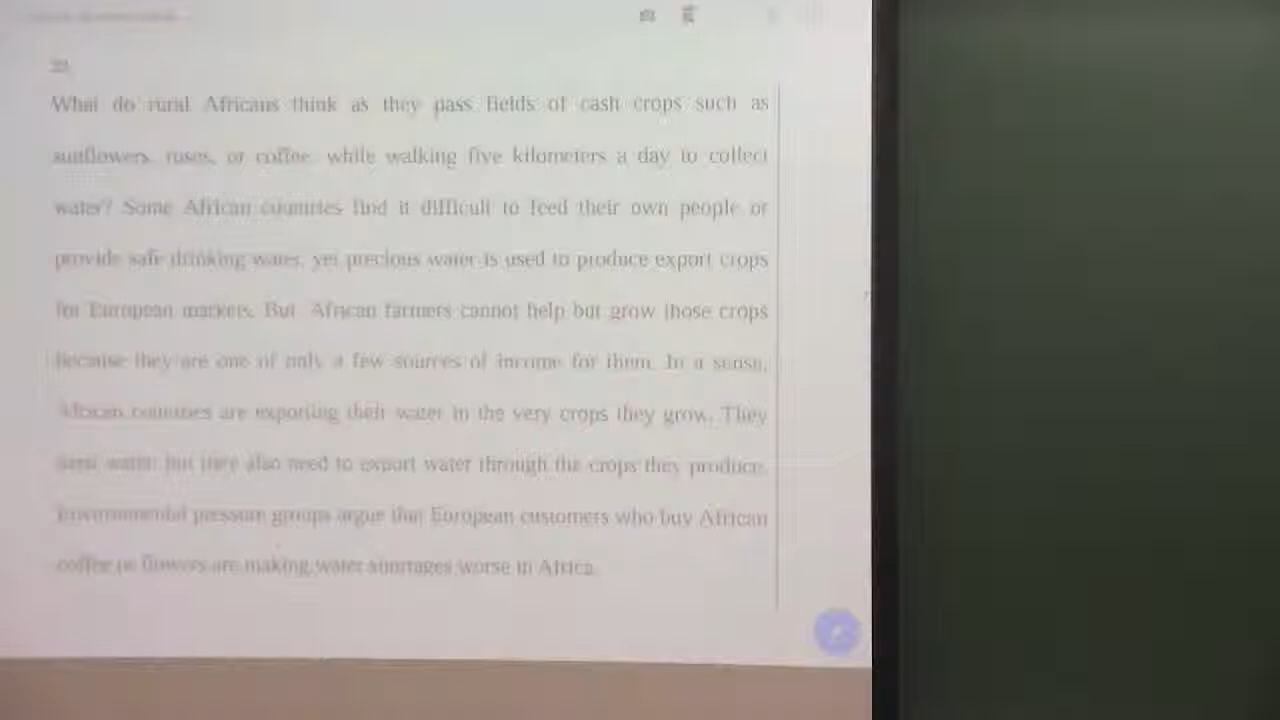 What do rural Africans think as they pass fields of cash crops such as
sunflowers, roses, or coffee, while walking five kilometers a day to collect
water? Some African countries find it difficult to feed their own people or
provide safe drinking water, yet precious water is used to produce export crops
for European markets. But, African farmers cannot help but grow those crops
because they are one of only a few sources of income for them. In a sense,
African countries are exporting their water in the very crops they grow. They
need water, but they also need to export water through the crops they produce.
Environmental pressure groups argue that European customers who buy African
coffee or flowers are making water shortages worse in Africa.